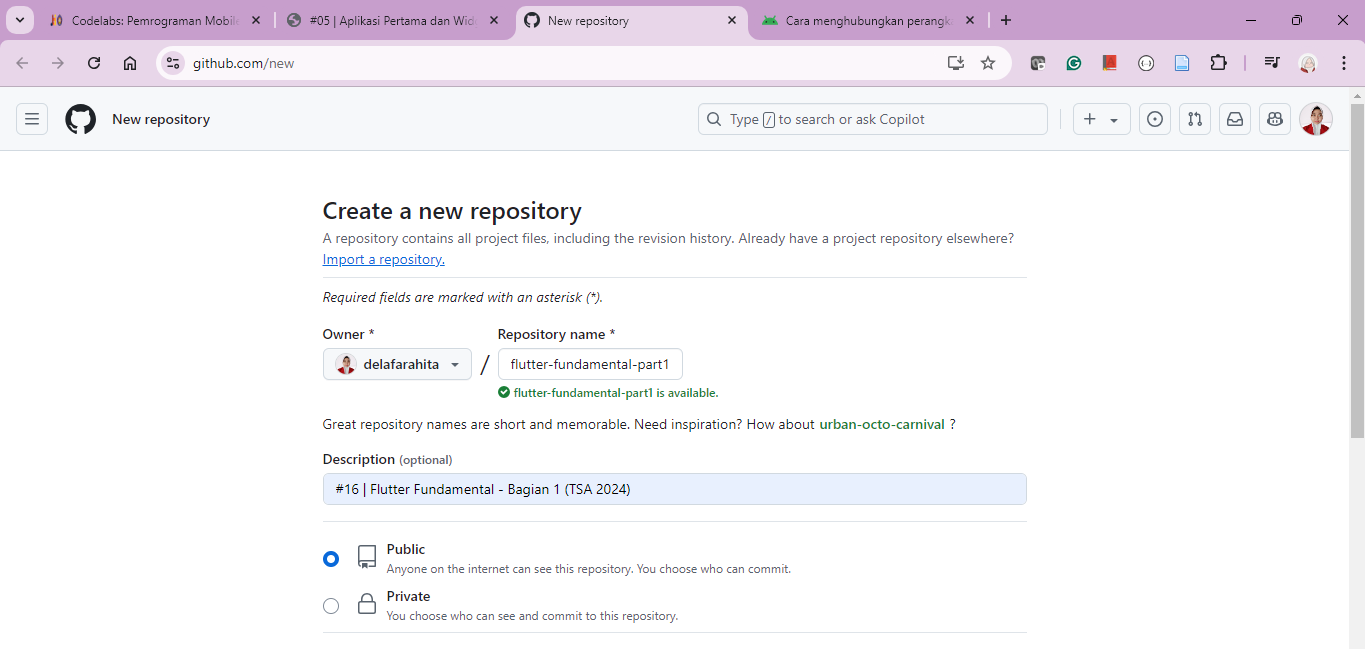 Codelabs: Pemrograman Mobile
#05 | Aplikasi Pertama dan Widg
New repository
Cara menghubungkan perangka
github.com/new
New repository
Type / to search or ask Copilot
Create a new repository
A repository contains all project files, including the revision history. Already have a project repository elsewhere?
Import a repository.
Required fields are marked with an asterisk (*).
Owner *
Repository name *
delafarahita
/
flutter-fundamental-part1
flutter-fundamental-part1 is available.
Great repository names are short and memorable. Need inspiration? How about urban-octo-carnival ?
Description (optional)
#16 | Flutter Fundamental - Bagian 1 (TSA 2024)
Public
Anyone on the internet can see this repository. You choose who can commit.
Private
You choose who can see and commit to this repository.